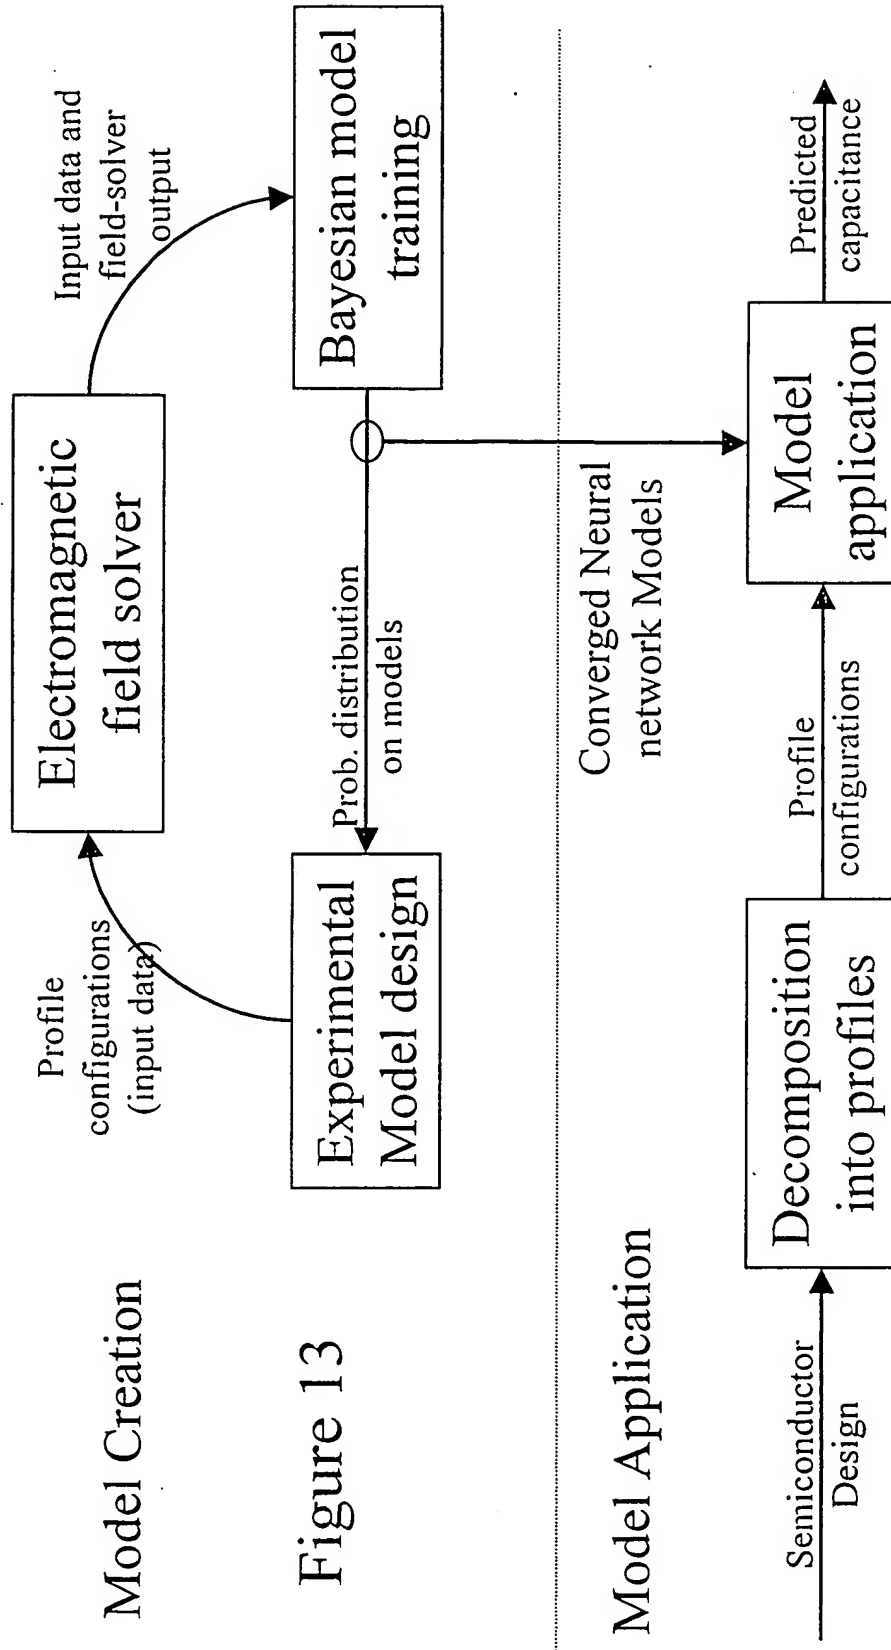 Model Creation
Figure 13
Profile
configurations
(input data)
Electromagnetic
field solver
Input data and
field-solver
output
Experimental
Model design
Prob. distribution
on models
Bayesian model
training
Converged Neural
network Models
Model Application
Semiconductor
Design
Decomposition
into profiles
Profile
configurations
Model
application
Predicted
capacitance